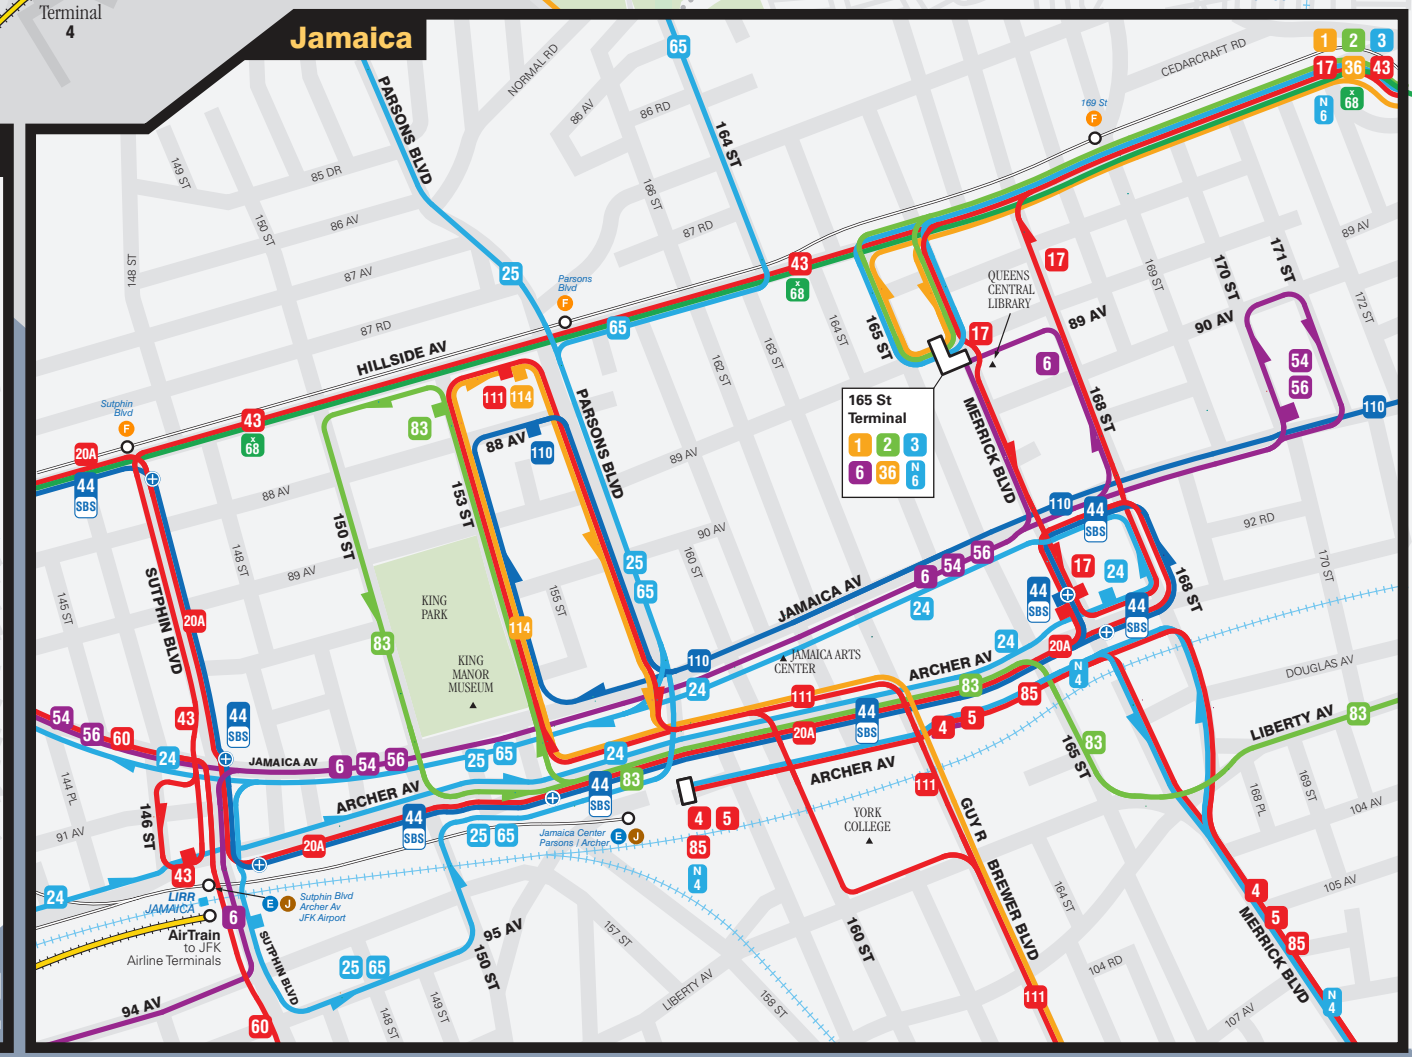 Terminal
4
Jamaica
65
NORMAL RD
CEDARCRAFT RD
1 2 3
17 36 43
N 6
x 68
PARSONS BLVD
86 AV
86 RD
164 ST
169 St
F
149 ST
85 DR
166 ST
150 ST
86 AV
87 RD
89 AV
148 ST
87 AV
25
Parsons
Blvd
F
43
x 68
QUEENS
CENTRAL
LIBRARY
17
169 ST
170 ST
171 ST
172 ST
87 RD
HILLSIDE AV
65
163 ST
164 ST
165 ST
17
89 AV
90 AV
6
54
56
162 ST
Sutphin
Blvd
F
43
x 68
83
111 114
88 AV
110
PARSONS BLVD
165 St
Terminal
1 2 3
6 36 N 6
MERRICK BLVD
168 ST
110
20A
44
SBS
88 AV
153 ST
150 ST
89 AV
90 AV
110
44
SBS
92 RD
148 ST
89 AV
25
65
160 ST
155 ST
145 ST
SUTPHIN BLVD
20A
KING
PARK
114
83
JAMAICA AV
6 54 56
24
17
24
44
SBS
44
SBS
168 ST
170 ST
KING
MANOR
MUSEUM
110
24
JAMAICA ARTS
CENTER
24
ARCHER AV
20A
N 4
83
85
DOUGLAS AV
54
56
60
43
44
SBS
24
JAMAICA AV
6 54 56
25 65
24
111
20A
44
SBS
4 5
83
165 ST
LIBERTY AV
83
144 PL
91 AV
146 ST
ARCHER AV
44
SBS
44
SBS
83
ARCHER AV
111
GUY R
BREWER BLVD
168 PL
169 ST
104 AV
20A
25 65
Jamaica Center
Parsons / Archer
E J
4 5
85
N 4
YORK
COLLEGE
43
24
LIRR
JAMAICA
E J
Sutphin Blvd
Archer Av
JFK Airport
6
AirTrain
to JFK
Airline Terminals
SUTPHIN BLVD
95 AV
150 ST
157 ST
160 ST
164 ST
105 AV
4
5
85
MERRICK BLVD
25 65
94 AV
149 ST
148 ST
LIBERTY AV
158 ST
104 RD
111
107 AV
N 4
60